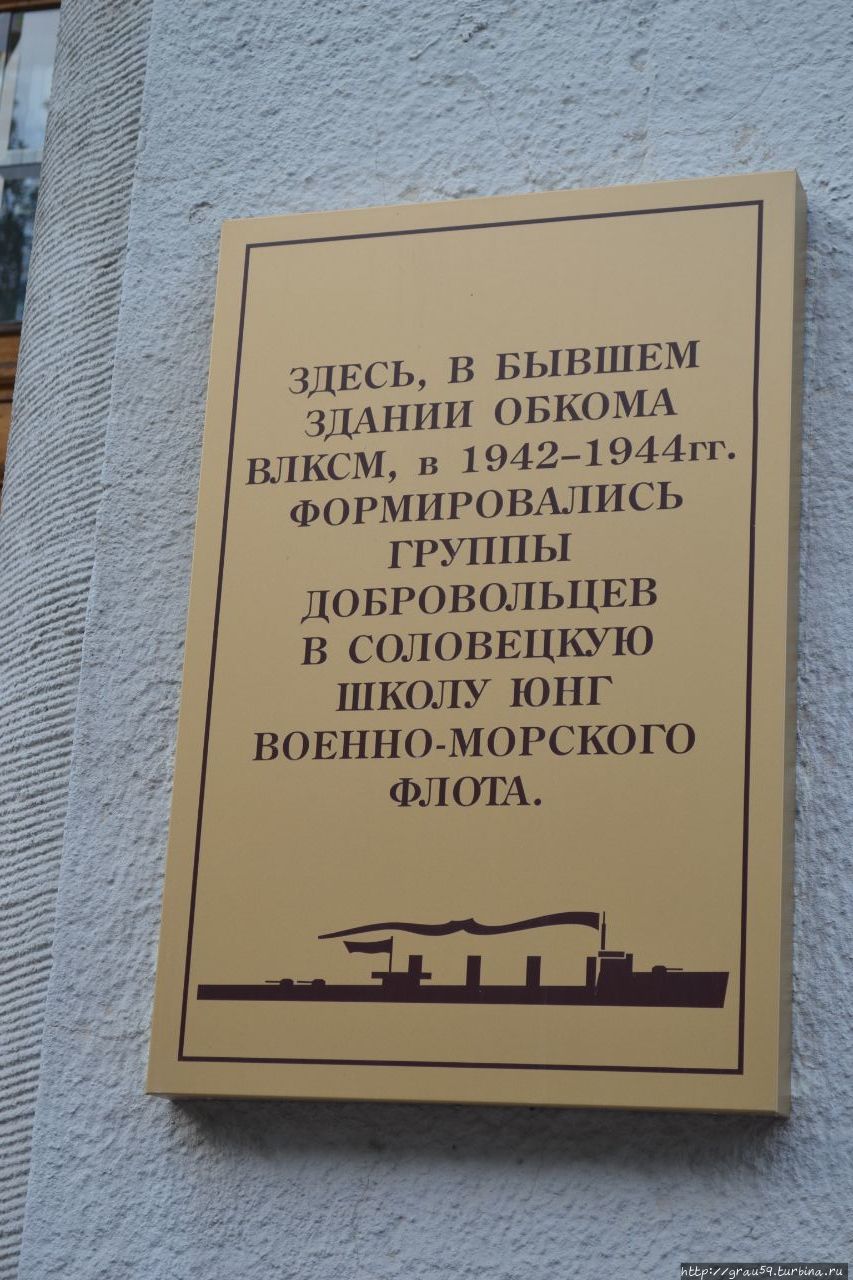 ЗДЕСЬ, В БЫВШЕМ
ЗДАНИИ ОБКОМА
ВЛКСМ, в 1942–1944гг.
ФОРМИРОВАЛИСЬ
ГРУППЫ
ДОБРОВОЛЬЦЕВ
В СОЛОВЕЦКУЮ
ШКОЛУ ЮНГ
ВОЕННО-МОРСКОГО
ФЛОТА.
http://grau59.turbina.ru